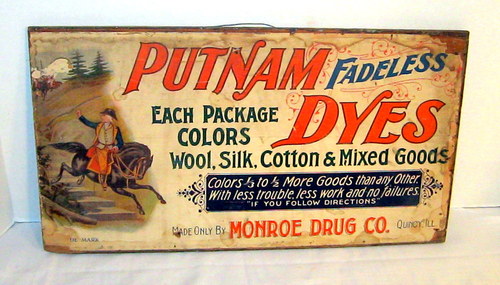 PUTNAM FADELESS
DYES
EACH PACKAGE
COLORS
Wool, Silk, Cotton & Mixed Goods
Colors ⅓ to ½ More Goods than any Other.
With less trouble, less work and no failures.
"IF YOU FOLLOW DIRECTIONS"
MADE ONLY BY MONROE DRUG CO. QUINCY, ILL.
MARK